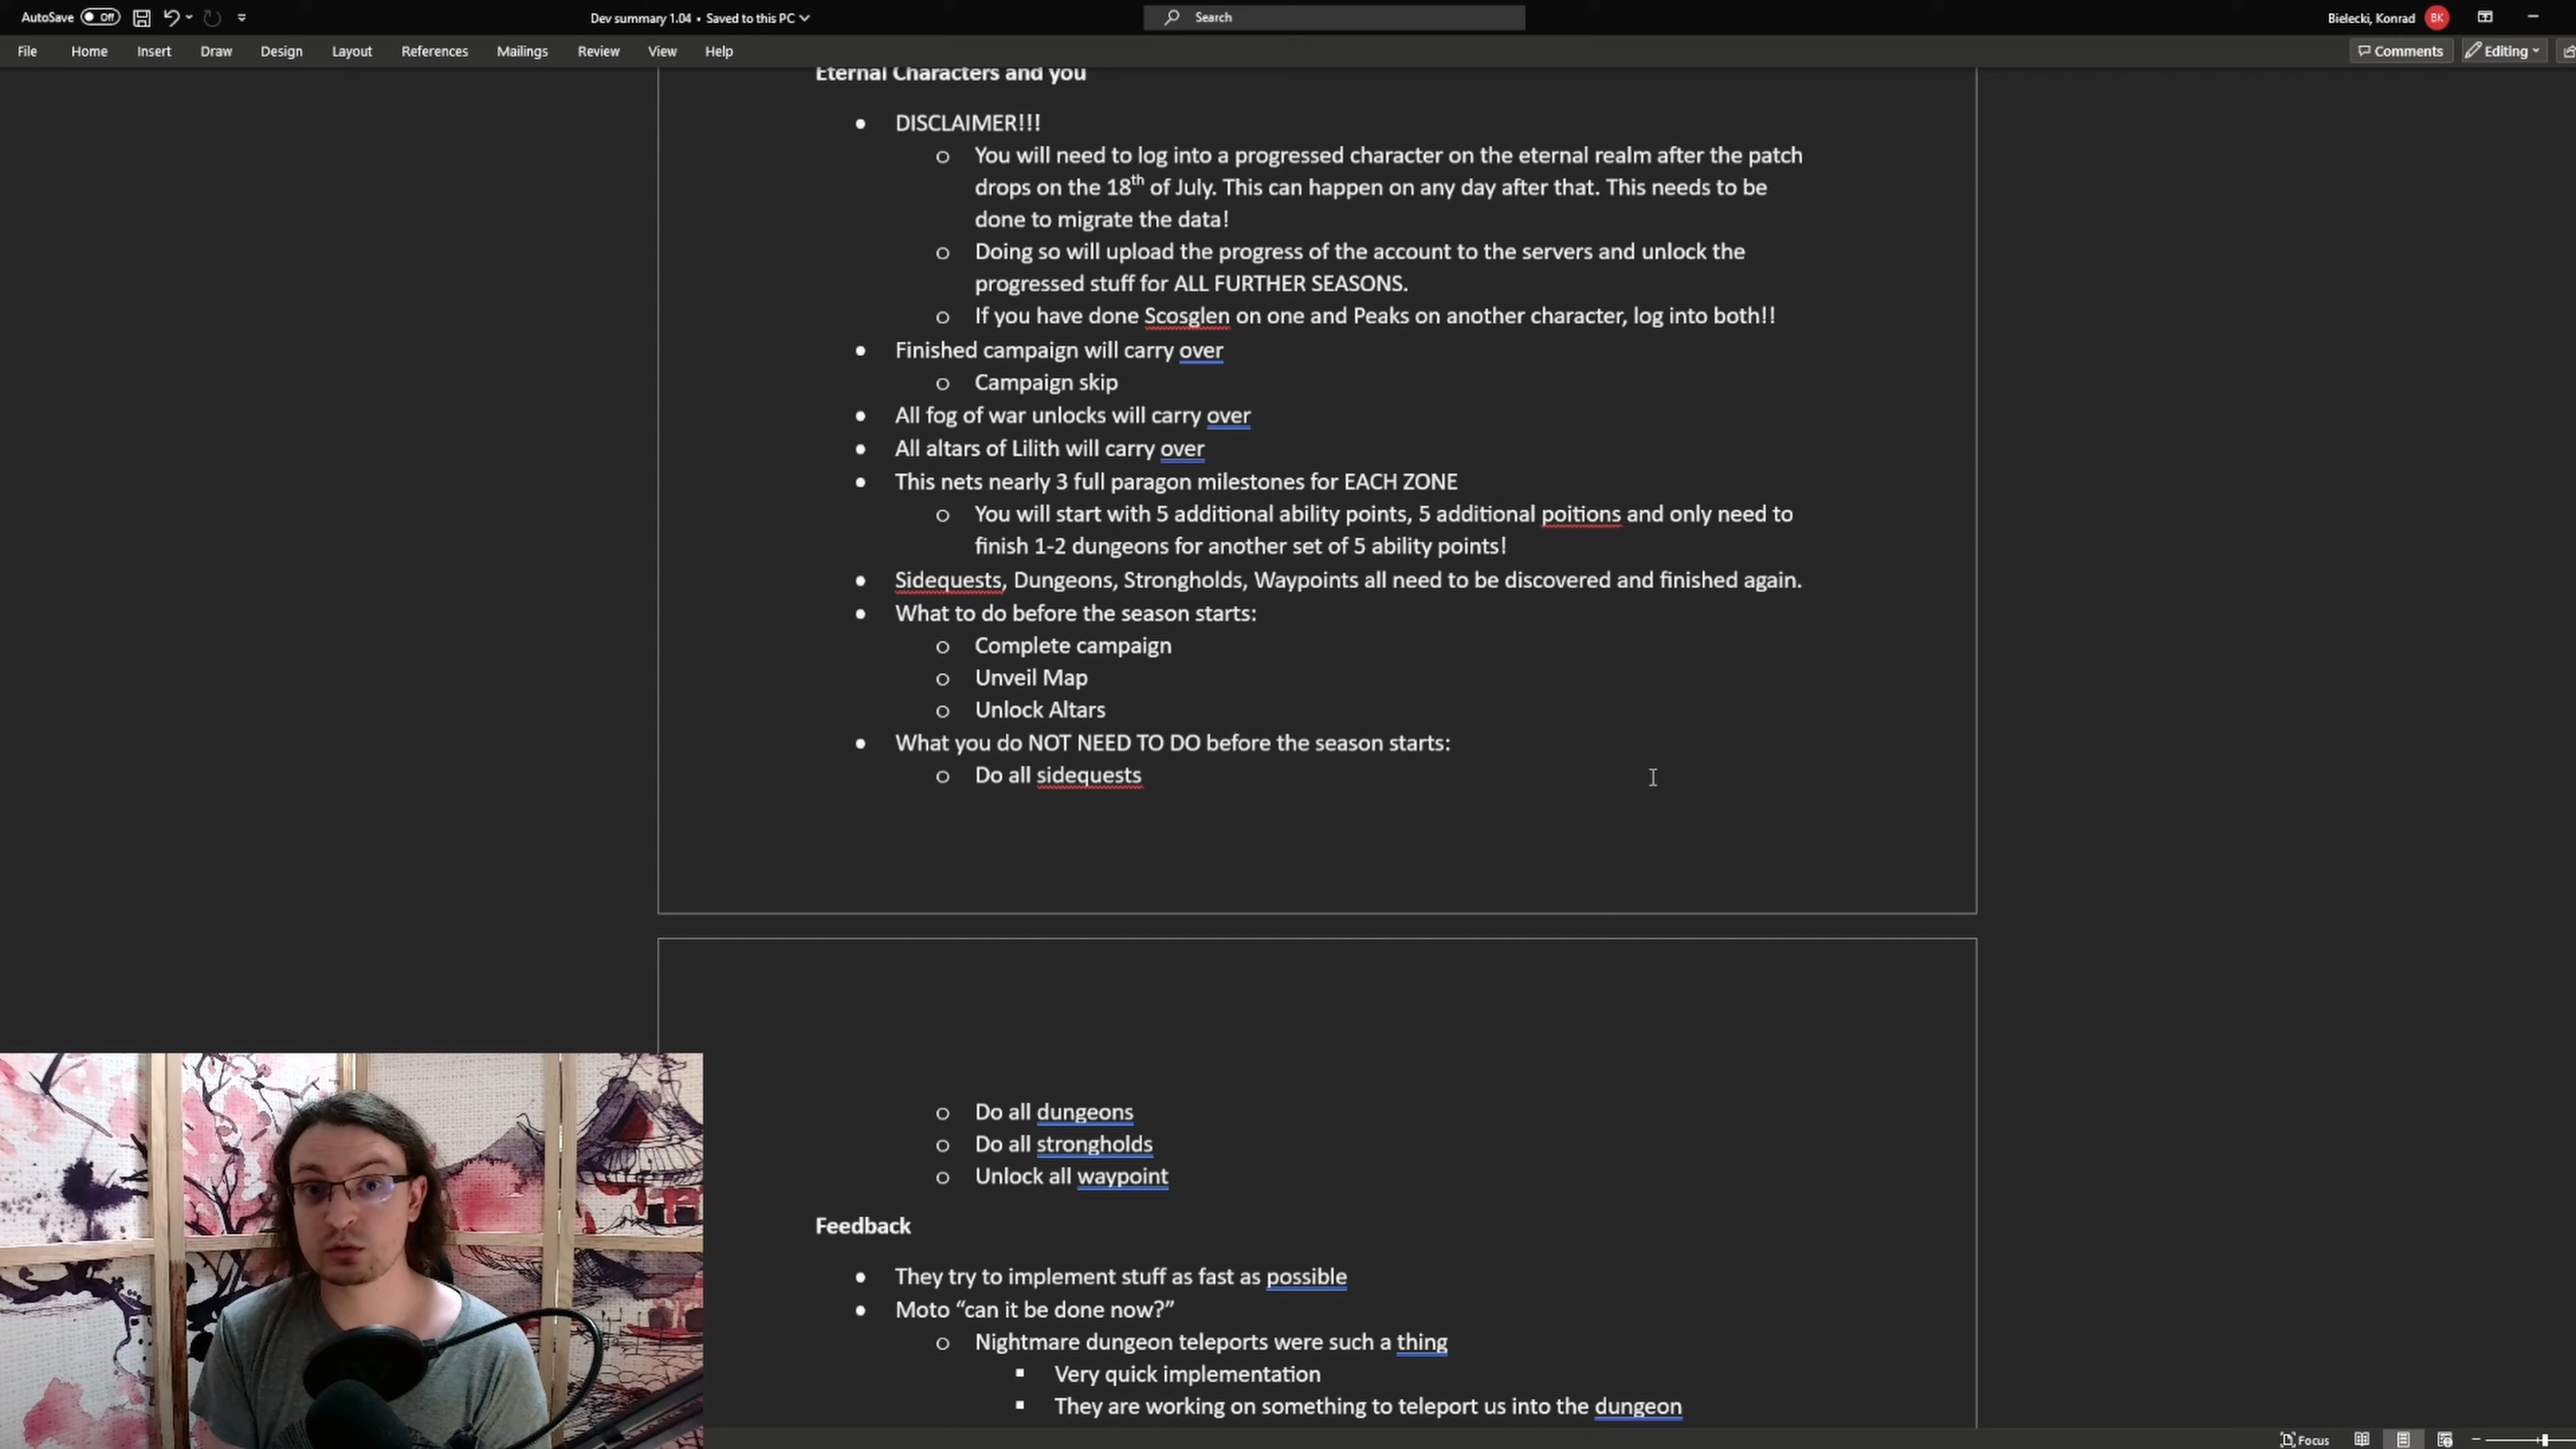 AutoSave Off Dev summary 1.04 • Saved to this PC Search Bielecki, Konrad BK
File Home Insert Draw Design Layout References Mailings Review View Help Comments Editing
Eternal Characters and you
• DISCLAIMER!!!
o You will need to log into a progressed character on the eternal realm after the patch
drops on the 18th of July. This can happen on any day after that. This needs to be
done to migrate the data!
o Doing so will upload the progress of the account to the servers and unlock the
progressed stuff for ALL FURTHER SEASONS.
o If you have done Scosglen on one and Peaks on another character, log into both!!
• Finished campaign will carry over
o Campaign skip
• All fog of war unlocks will carry over
• All altars of Lilith will carry over
• This nets nearly 3 full paragon milestones for EACH ZONE
o You will start with 5 additional ability points, 5 additional poitions and only need to
finish 1-2 dungeons for another set of 5 ability points!
• Sidequests, Dungeons, Strongholds, Waypoints all need to be discovered and finished again.
• What to do before the season starts:
o Complete campaign
o Unveil Map
o Unlock Altars
• What you do NOT NEED TO DO before the season starts:
o Do all sidequests
o Do all dungeons
o Do all strongholds
o Unlock all waypoint
Feedback
• They try to implement stuff as fast as possible
• Moto “can it be done now?”
o Nightmare dungeon teleports were such a thing
▪ Very quick implementation
▪ They are working on something to teleport us into the dungeon
Focus